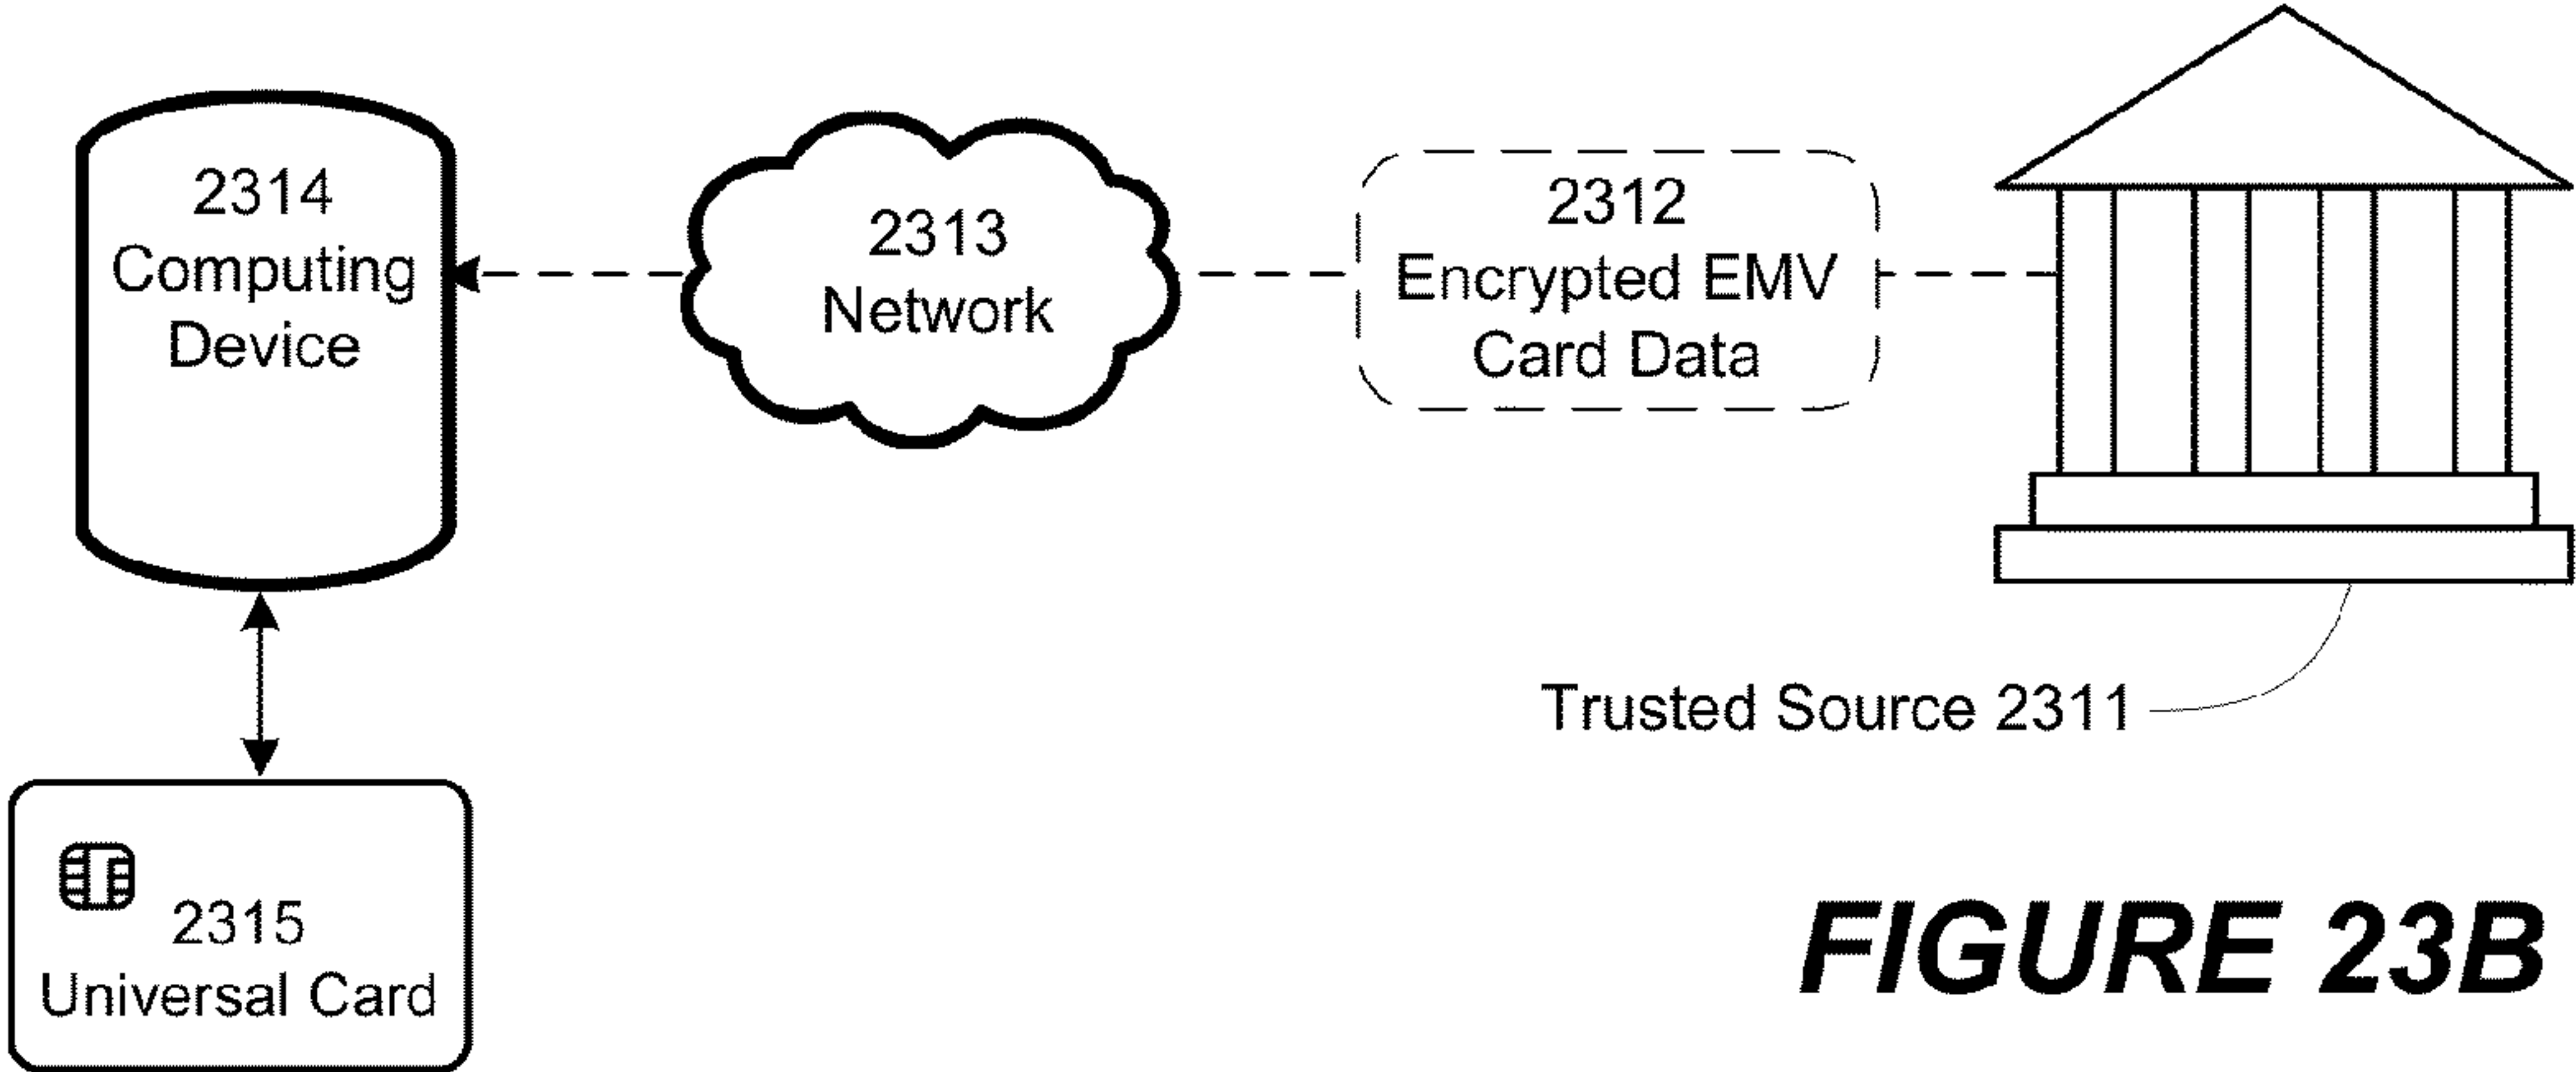 2314
Computing
Device
2313
Network
2312
Encrypted EMV
Card Data
Trusted Source 2311
2315
Universal Card
FIGURE 23B